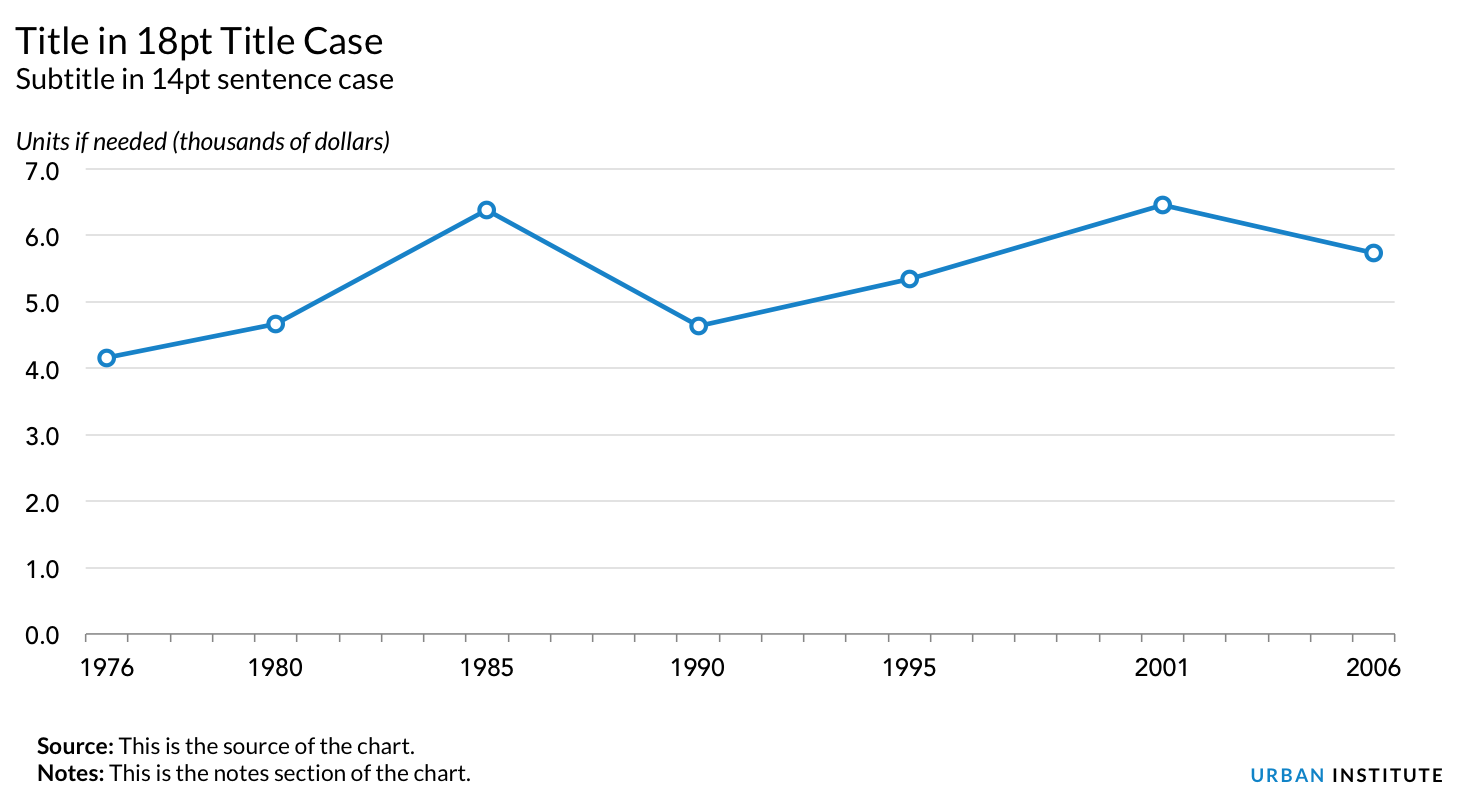 Title in 18pt Title Case
Subtitle in 14pt sentence case
Units if needed (thousands of dollars)
7.0
6.0
5.0
4.0
3.0
2.0
1.0
0.0
1976 1980 1985 1990 1995 2001 2006
Source: This is the source of the chart.
Notes: This is the notes section of the chart.
URBAN INSTITUTE